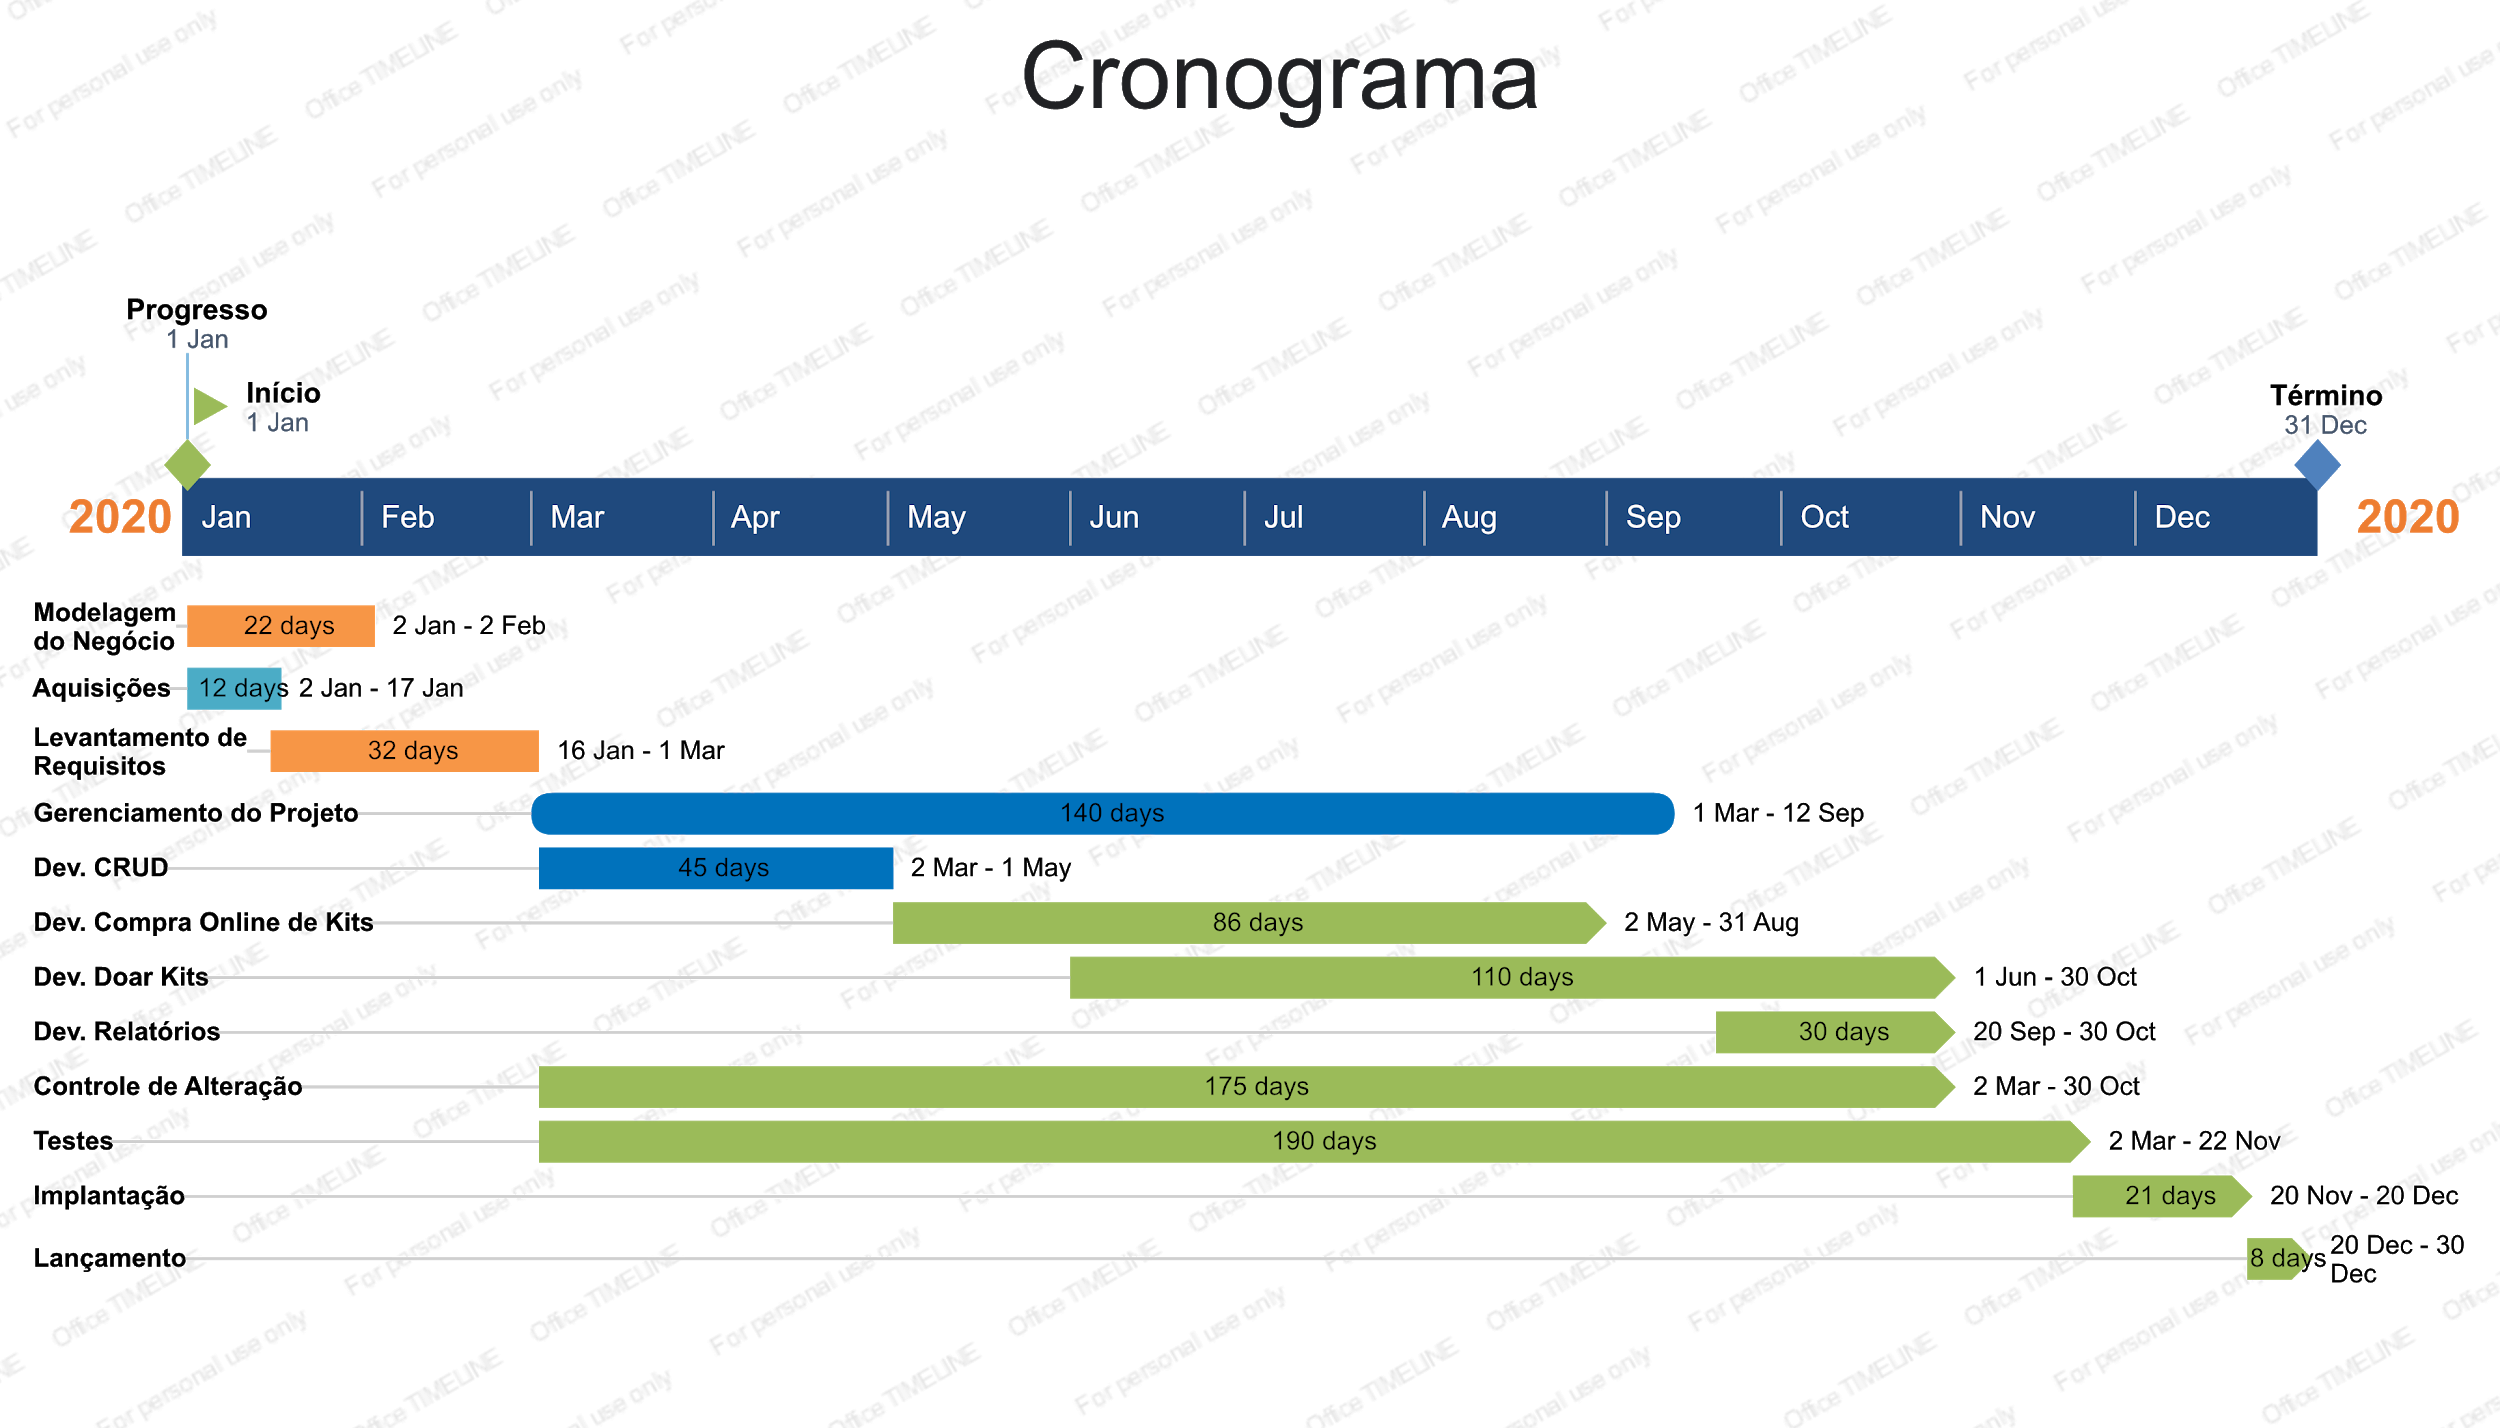 Cronograma
Progresso
1 Jan
Início
1 Jan
Término
31 Dec
2020 Jan Feb Mar Apr May Jun Jul Aug Sep Oct Nov Dec 2020
Modelagem
do Negócio
22 days 2 Jan - 2 Feb
Aquisições 12 days 2 Jan - 17 Jan
Levantamento de
Requisitos
32 days 16 Jan - 1 Mar
Gerenciamento do Projeto 140 days 1 Mar - 12 Sep
Dev. CRUD 45 days 2 Mar - 1 May
Dev. Compra Online de Kits 86 days 2 May - 31 Aug
Dev. Doar Kits 110 days 1 Jun - 30 Oct
Dev. Relatórios 30 days 20 Sep - 30 Oct
Controle de Alteração 175 days 2 Mar - 30 Oct
Testes 190 days 2 Mar - 22 Nov
Implantação 21 days 20 Nov - 20 Dec
Lançamento 8 days 20 Dec - 30
Dec
Office TIMELINE For personal use only